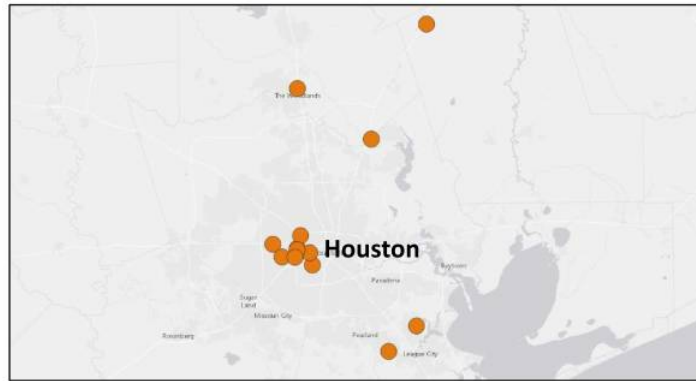 The Woodlands
Houston
Baytown
Pasadena
Sugar
Land
Missouri City
Rosenberg
Pearland
League City